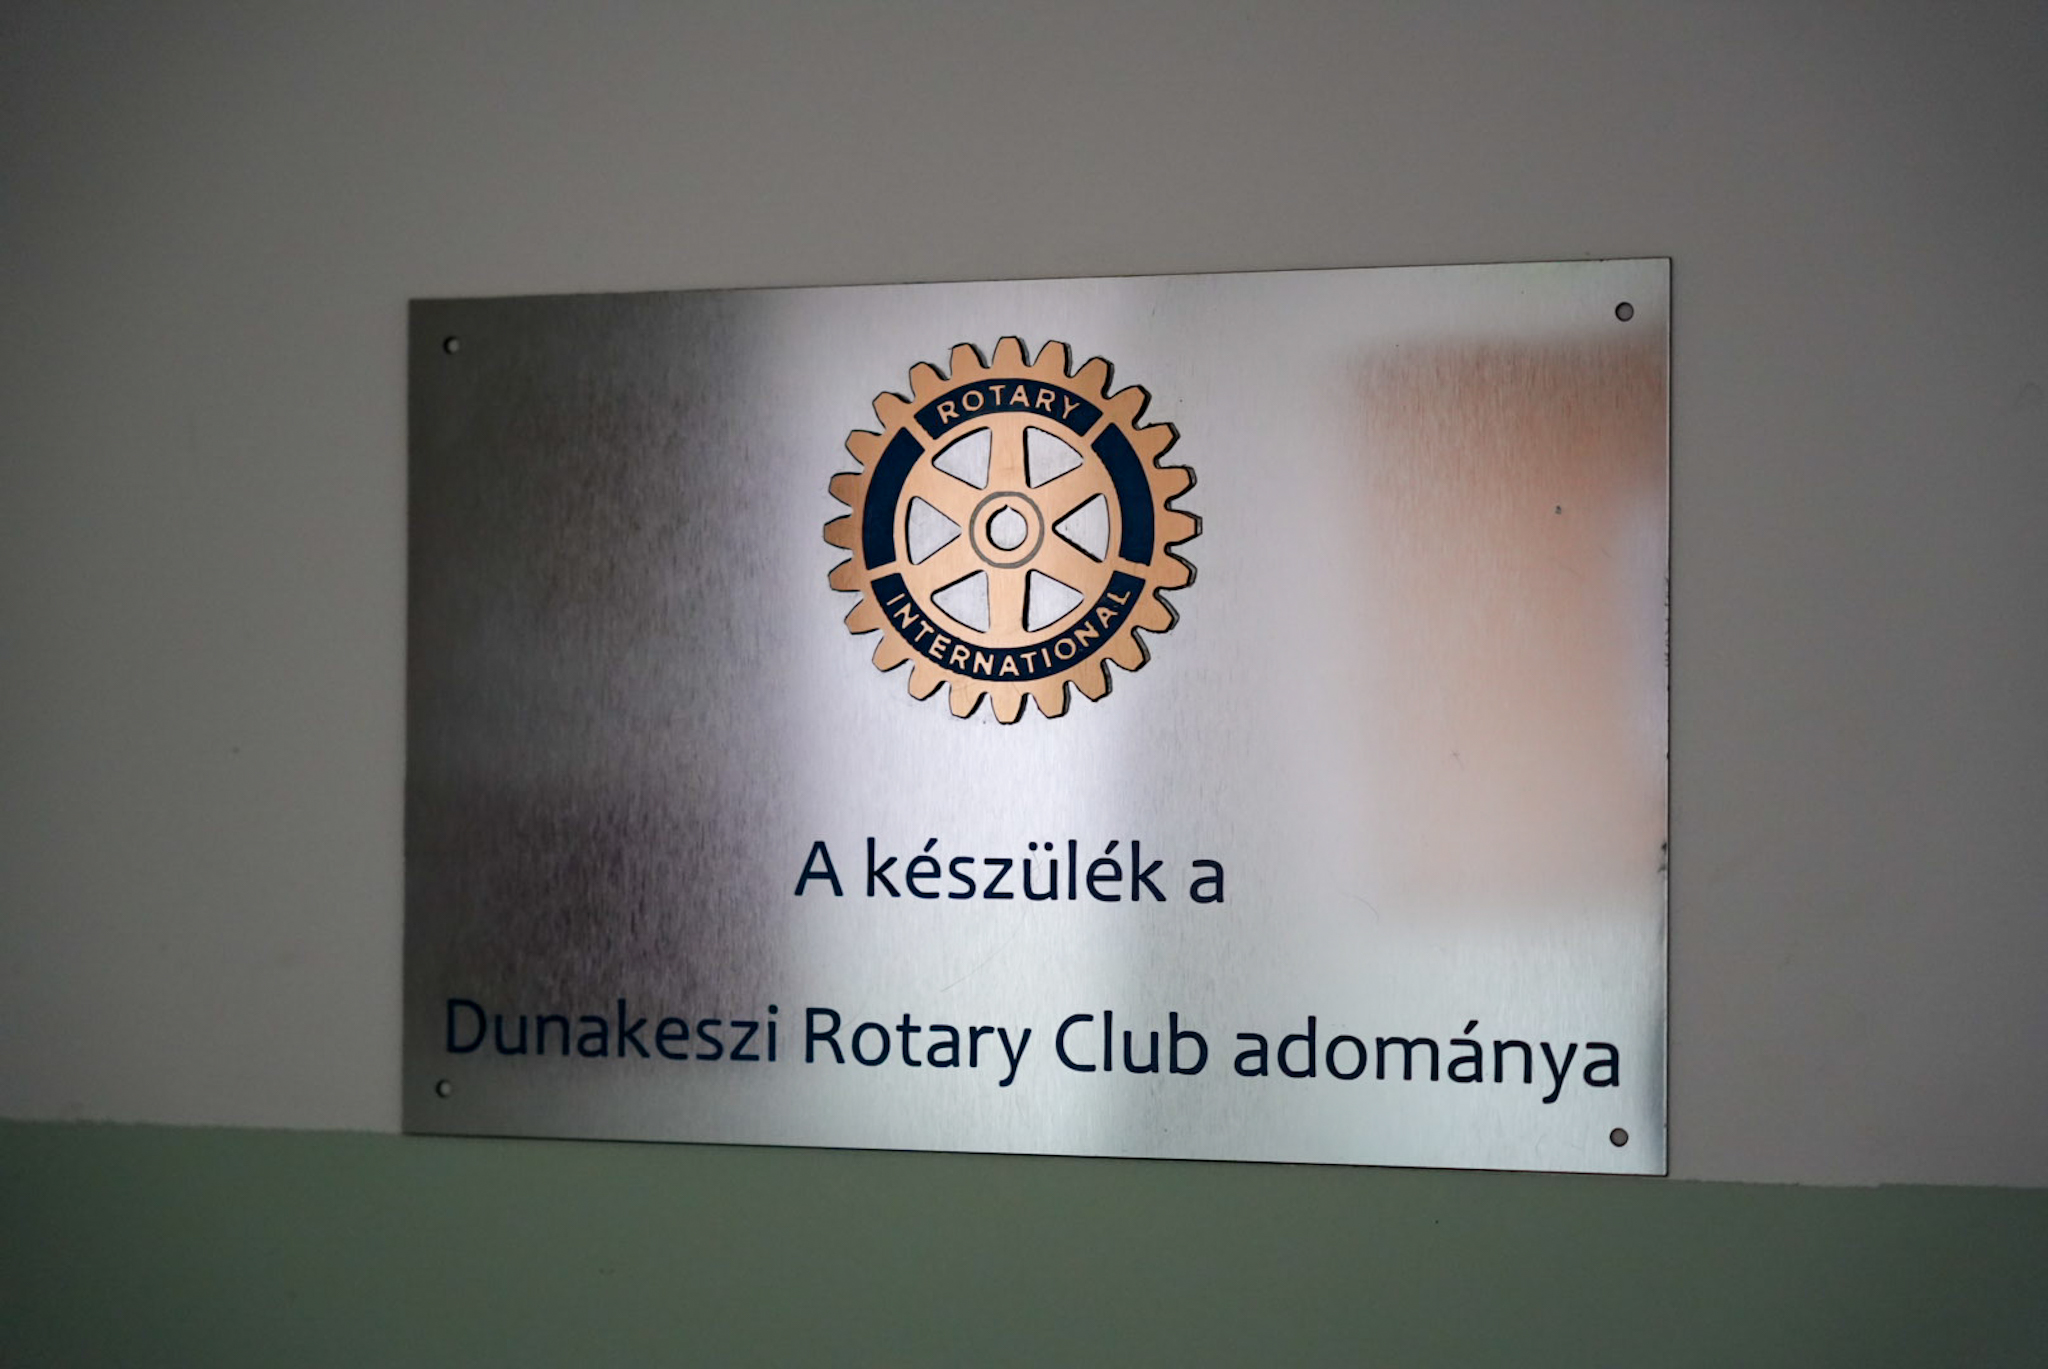 ROTARY
INTERNATIONAL
A készülék a
Dunakeszi Rotary Club adománya